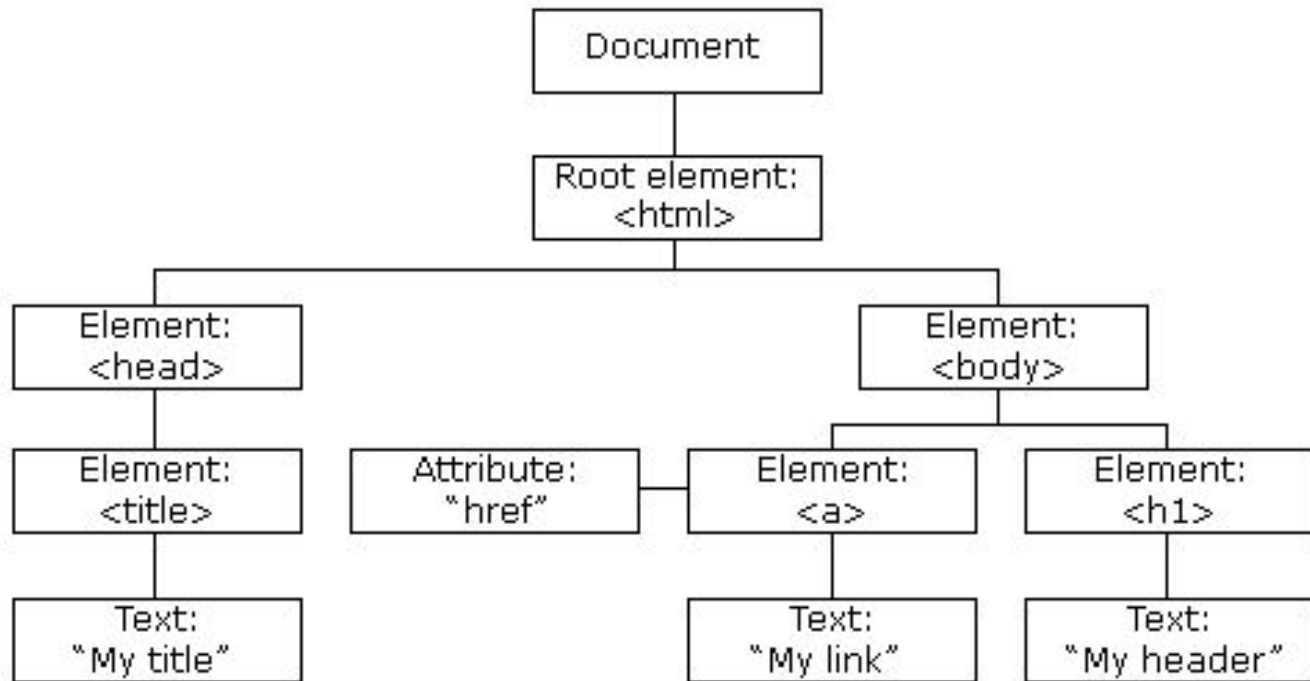 Document
Root element:
<html>
Element:
<head>
Element:
<body>
Element:
<title>
Attribute:
“href”
Element:
<a>
Element:
<h1>
Text:
“My title”
Text:
“My link”
Text:
“My header”